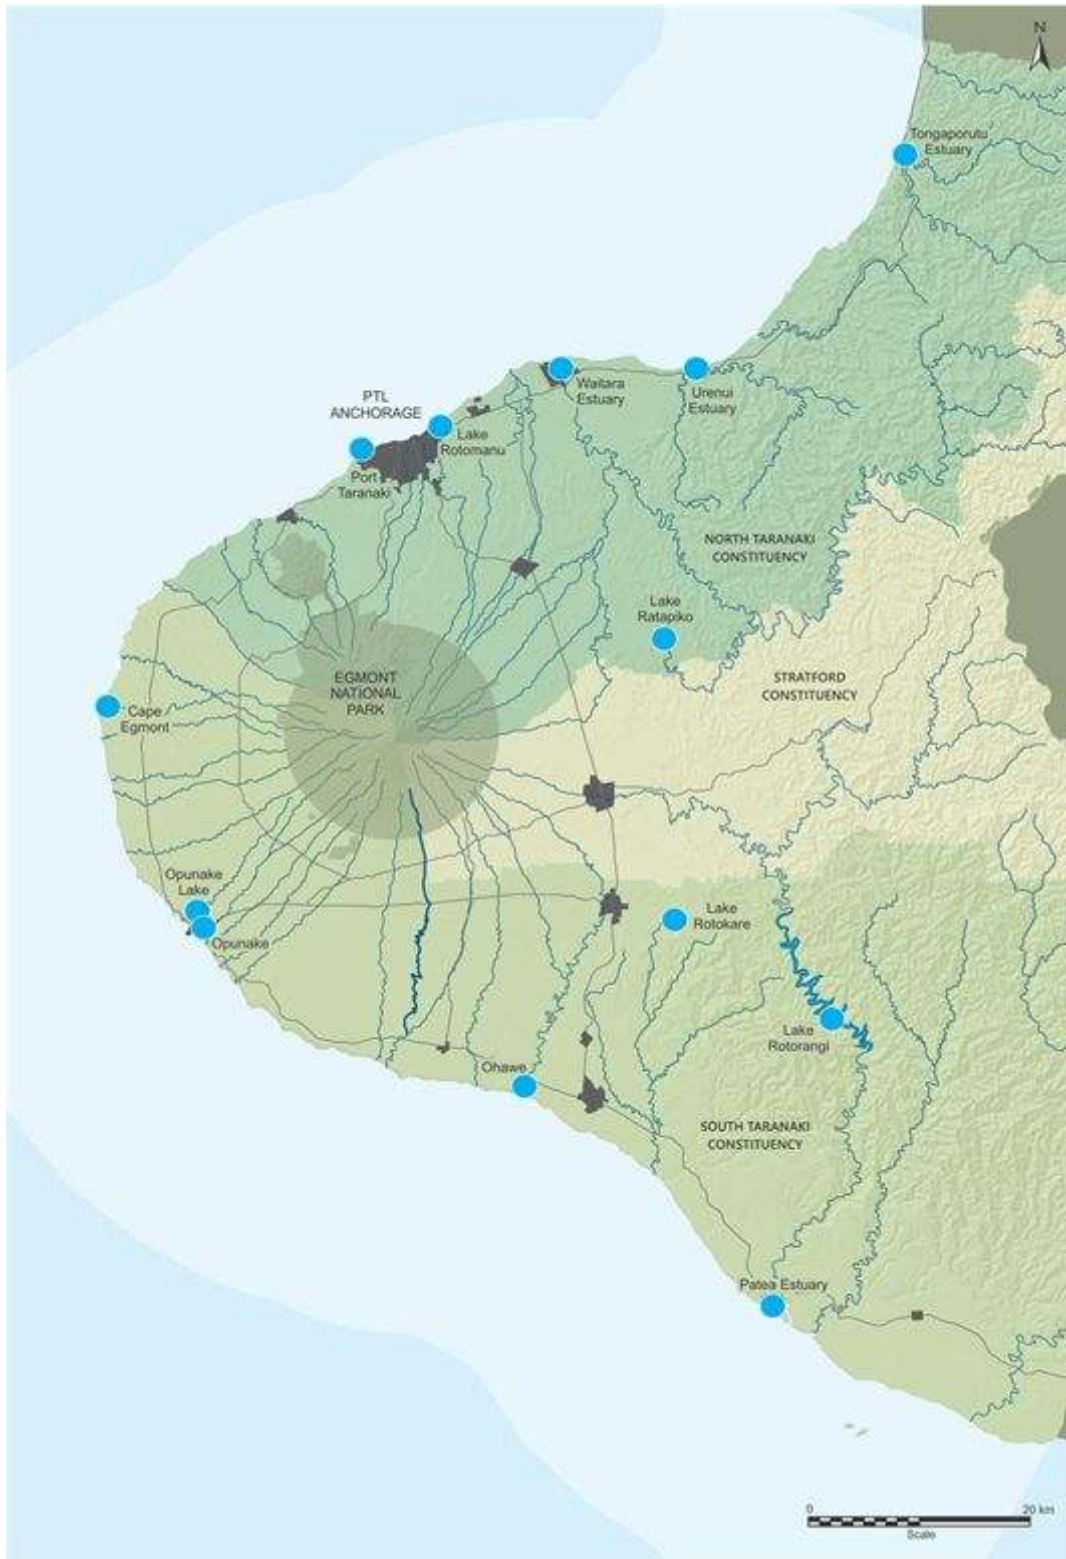 N
Tongaporutu
Estuary
Waitara
Estuary
Urenui
Estuary
PTL
ANCHORAGE
Lake
Rotomanu
Port
Taranaki
NORTH TARANAKI
CONSTITUENCY
Lake
Ratapiko
EGMONT
NATIONAL
PARK
STRATFORD
CONSTITUENCY
Cape
Egmont
Opunake
Lake
Opunake
Lake
Rotokare
Lake
Rotorangi
Ohawe
SOUTH TARANAKI
CONSTITUENCY
Patea Estuary
0 20 km
Scale